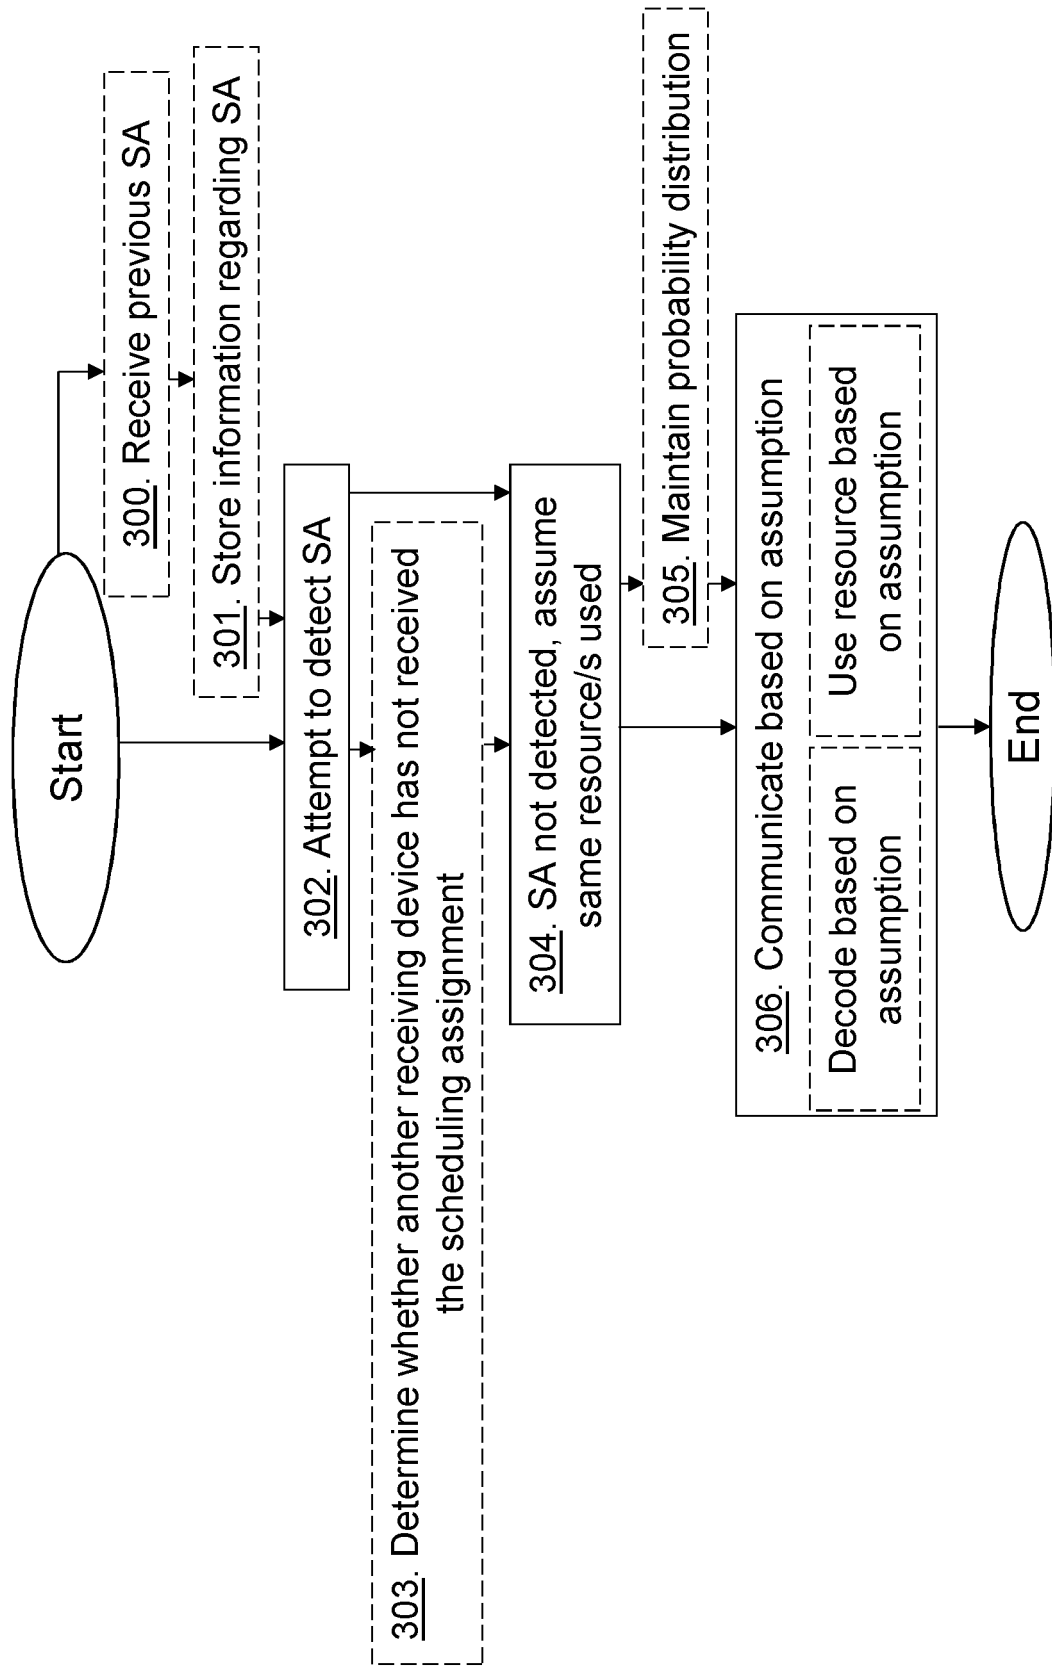 Start
300. Receive previous SA
301. Store information regarding SA
302. Attempt to detect SA
303. Determine whether another receiving device has not received
the scheduling assignment
304. SA not detected, assume
same resource/s used
305. Maintain probability distribution
306. Communicate based on assumption
Decode based on
assumption
Use resource based
on assumption
End